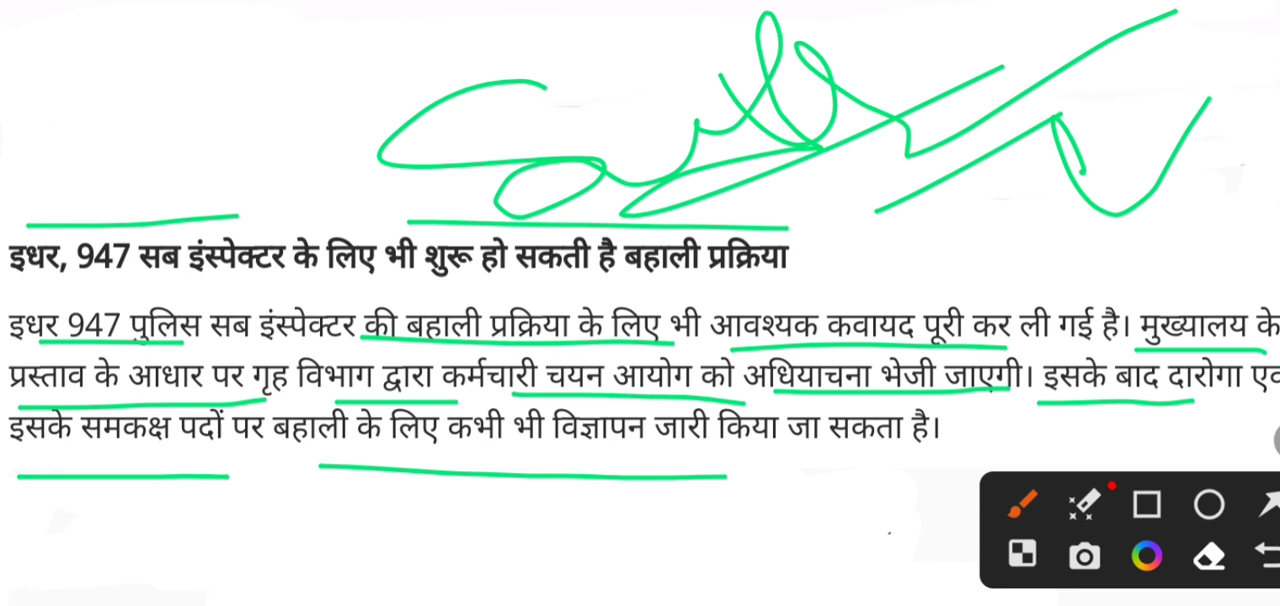 इधर, 947 सब इंस्पेक्टर के लिए भी शुरू हो सकती है बहाली प्रक्रिया
इधर 947 पुलिस सब इंस्पेक्टर की बहाली प्रक्रिया के लिए भी आवश्यक कवायद पूरी कर ली गई है। मुख्यालय के
प्रस्ताव के आधार पर गृह विभाग द्वारा कर्मचारी चयन आयोग को अधियाचना भेजी जाएगी। इसके बाद दारोगा
इसके समकक्ष पदों पर बहाली के लिए कभी भी विज्ञापन जारी किया जा सकता है।